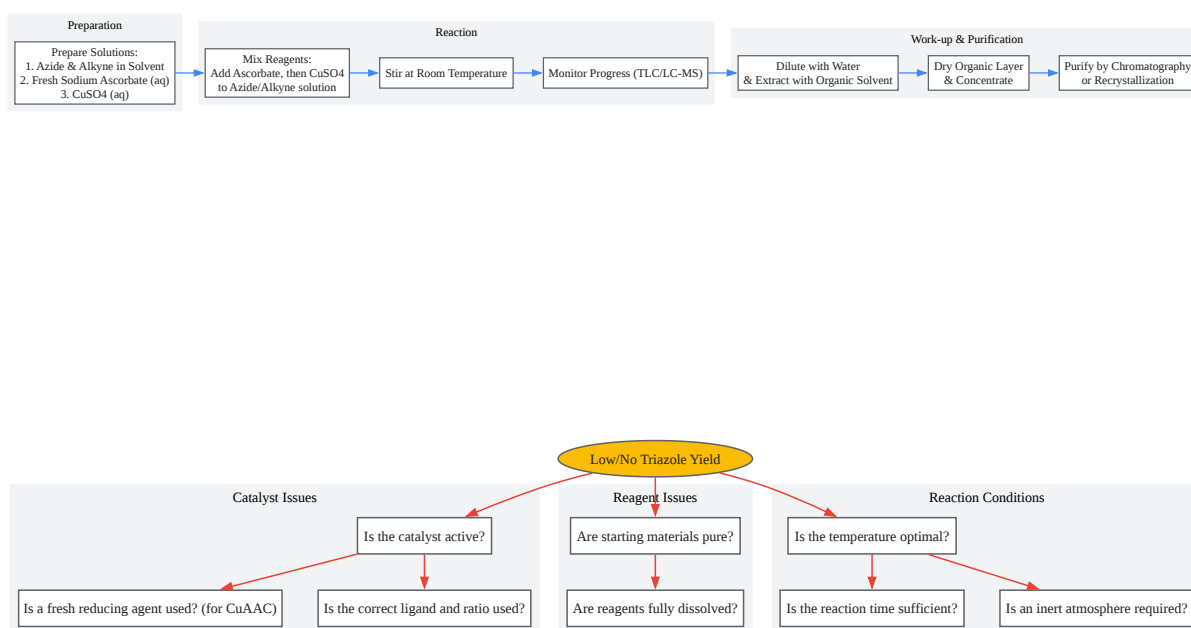 Preparation
Prepare Solutions:
1. Azide & Alkyne in Solvent
2. Fresh Sodium Ascorbate (aq)
3. CuSO4 (aq)
Reaction
Mix Reagents:
Add Ascorbate, then CuSO4
to Azide/Alkyne solution
Stir at Room Temperature
Monitor Progress (TLC/LC-MS)
Work-up & Purification
Dilute with Water
& Extract with Organic Solvent
Dry Organic Layer
& Concentrate
Purify by Chromatography
or Recrystallization
Low/No Triazole Yield
Catalyst Issues
Is the catalyst active?
Is a fresh reducing agent used? (for CuAAC)
Is the correct ligand and ratio used?
Reagent Issues
Are starting materials pure?
Are reagents fully dissolved?
Reaction Conditions
Is the temperature optimal?
Is the reaction time sufficient?
Is an inert atmosphere required?